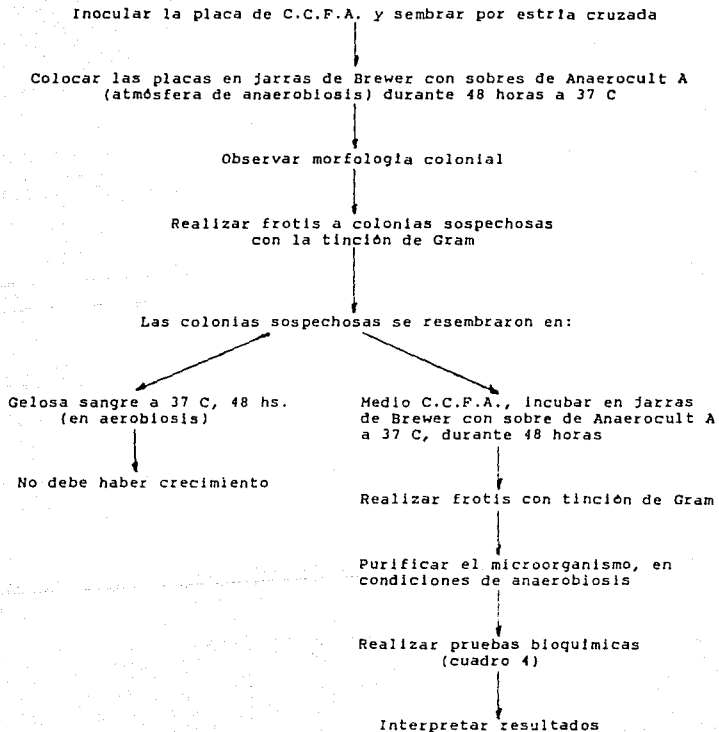 Inocular la placa de C.C.F.A. y sembrar por estría cruzada
Colocar las placas en jarras de Brewer con sobres de Anaerocult A
(atmósfera de anaerobiosis) durante 48 horas a 37 C
Observar morfología colonial
Realizar frotis a colonias sospechosas
con la tinción de Gram
Las colonias sospechosas se resembraron en:
Gelosa sangre a 37 C, 48 hs.
(en aerobiosis)
No debe haber crecimiento
Medio C.C.F.A., incubar en jarras
de Brewer con sobre de Anaerocult A
a 37 C, durante 48 horas
Realizar frotis con tinción de Gram
Purificar el microorganismo, en
condiciones de anaerobiosis
Realizar pruebas bioquímicas
(cuadro 4)
Interpretar resultados